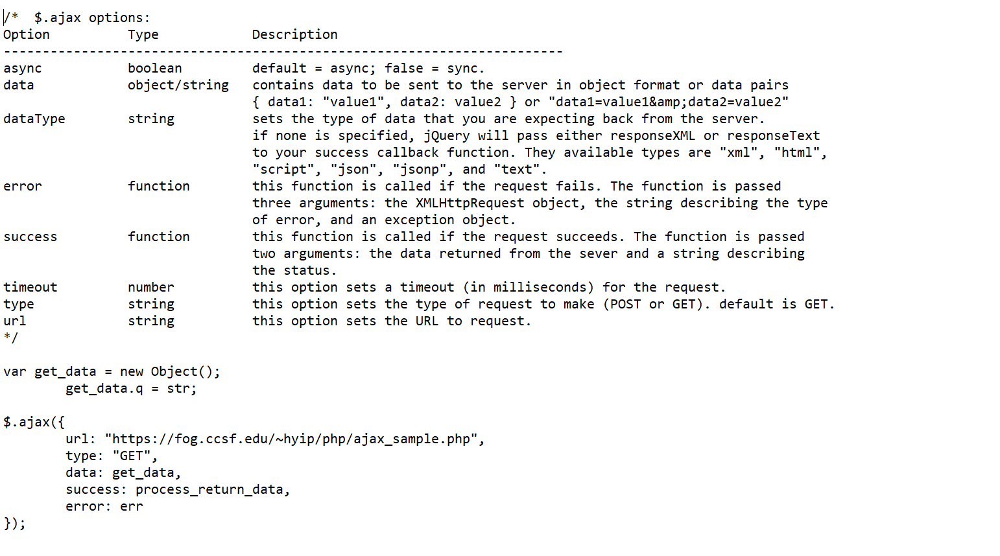 /*  $.ajax options:
Option          Type            Description
------------------------------------------------------------------------
async           boolean         default = async; false = sync.
data            object/string   contains data to be sent to the server in object format or data pairs
                                { data1: "value1", data2: value2 } or "data1=value1&amp;data2=value2"
dataType        string          sets the type of data that you are expecting back from the server.
                                if none is specified, jQuery will pass either responseXML or responseText
                                to your success callback function. They available types are "xml", "html",
                                "script", "json", "jsonp", and "text".
error           function        this function is called if the request fails. The function is passed
                                three arguments: the XMLHttpRequest object, the string describing the type
                                of error, and an exception object.
success         function        this function is called if the request succeeds. The function is passed
                                two arguments: the data returned from the sever and a string describing
                                the status.
timeout         number          this option sets a timeout (in milliseconds) for the request.
type            string          this option sets the type of request to make (POST or GET). default is GET.
url             string          this option sets the URL to request.
*/

var get_data = new Object();
        get_data.q = str;

$.ajax({
        url: "https://fog.ccsf.edu/~hyip/php/ajax_sample.php",
        type: "GET",
        data: get_data,
        success: process_return_data,
        error: err
});